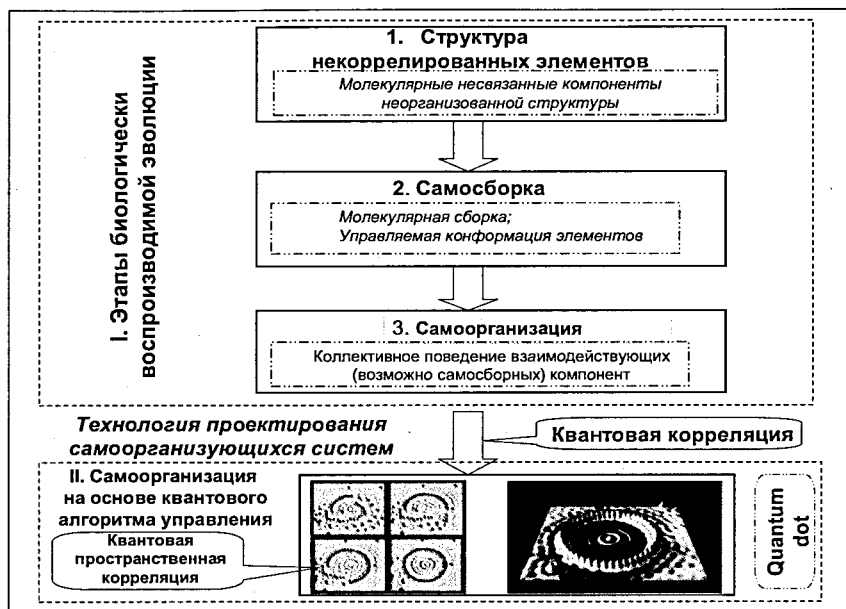 I. Этапы биологически
воспроизводимой эволюции
1. Структура
некоррелированных элементов
Молекулярные несвязанные компоненты
неорганизованной структуры
2. Самосборка
Молекулярная сборка;
Управляемая конформация элементов
3. Самоорганизация
Коллективное поведение взаимодействующих
(возможно самосборных) компонент
Технология проектирования
самоорганизующихся систем
Квантовая корреляция
II. Самоорганизация
на основе квантового
алгоритма управления
Квантовая
пространственная
корреляция
Quantum
dot